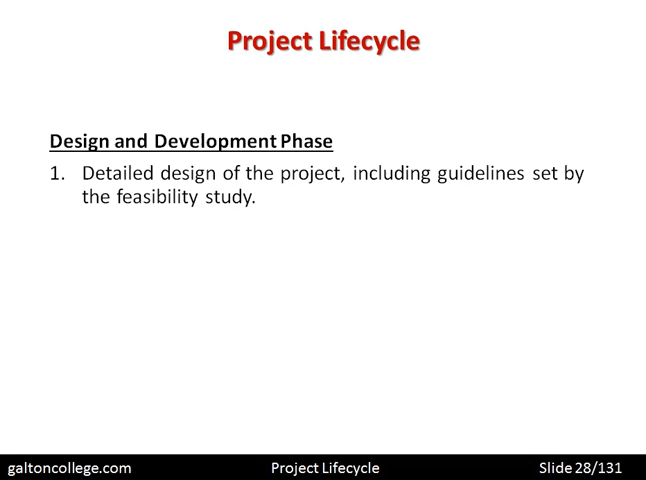 Project Lifecycle
Design and Development Phase
1. Detailed design of the project, including guidelines set by
the feasibility study.
galtoncollege.com Project Lifecycle Slide 28/131